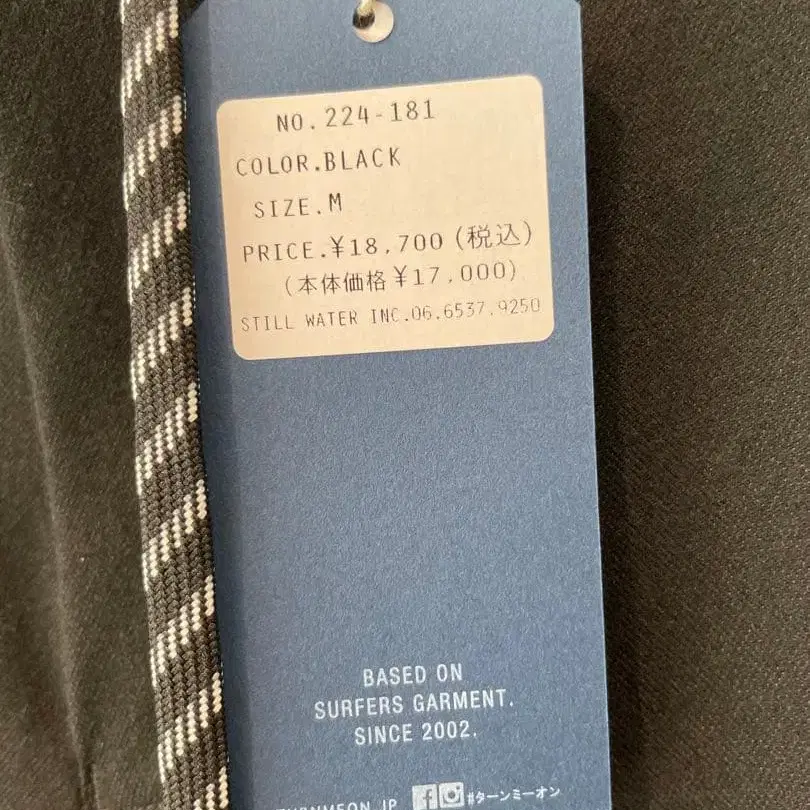 NO.224-181
COLOR.BLACK
SIZE.M
PRICE.¥18,700(税込)
(本体価格¥17,000)
STILL WATER INC.06.6537.9250
BASED ON
SURFERS GARMENT.
SINCE 2002.
#ターンミーオン